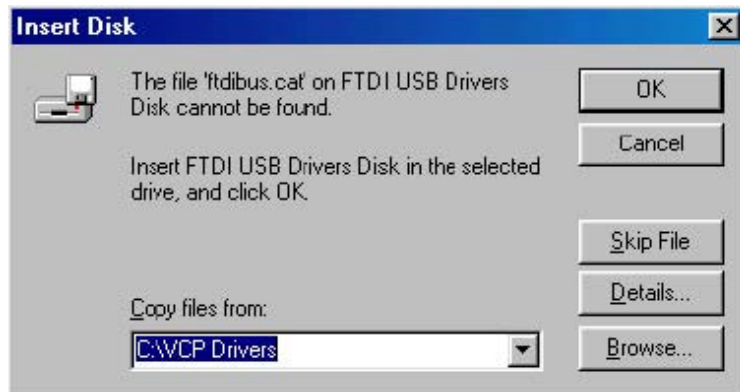 Insert Disk
The file 'ftdibus.cat' on FTDI USB Drivers
Disk cannot be found.
Insert FTDI USB Drivers Disk in the selected
drive, and click OK.
Copy files from:
C:\VCP Drivers
OK
Cancel
Skip File
Details...
Browse...